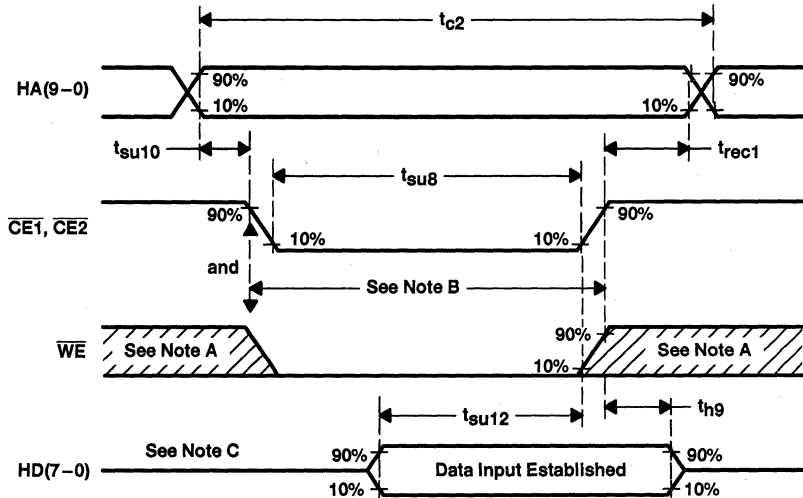 tc2
HA(9–0)
90%
90%
10%
10%
tsu10
trec1
tsu8
CE1, CE2
90%
90%
10%
10%
and
See Note B
WE
See Note A
90%
See Note A
10%
tsu12
th9
See Note C
HD(7–0)
90%
Data Input Established
90%
10%
10%